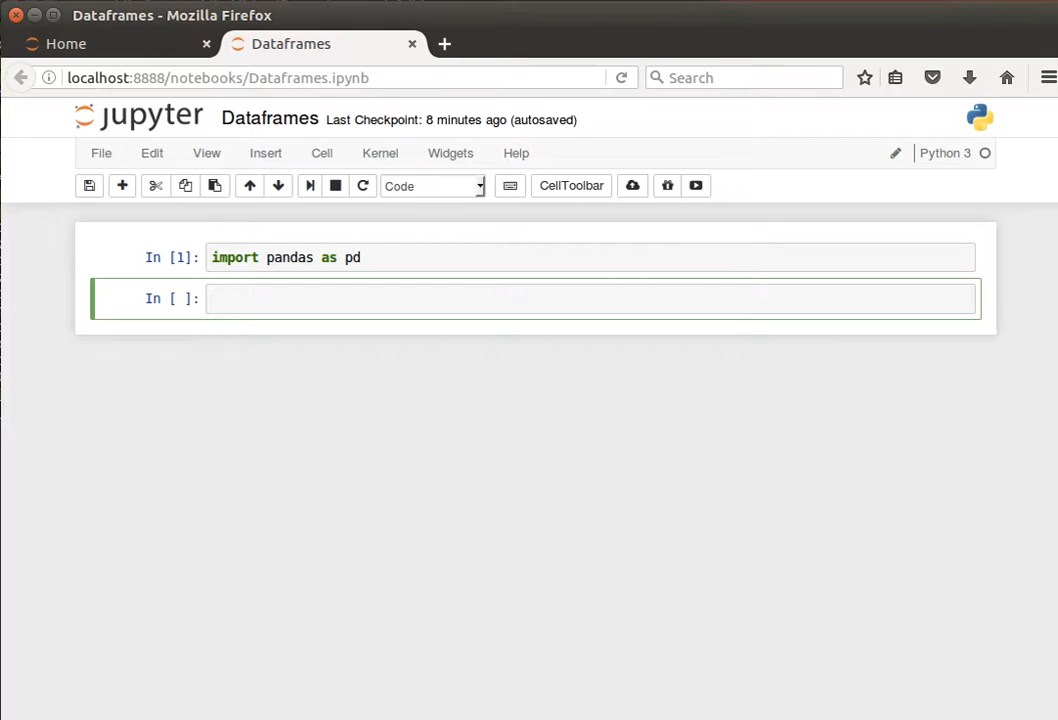 Dataframes - Mozilla Firefox
Home Dataframes
localhost:8888/notebooks/Dataframes.ipynb Search
jupyter Dataframes Last Checkpoint: 8 minutes ago (autosaved)
File Edit View Insert Cell Kernel Widgets Help Python 3
Code CellToolbar
In [1]: import pandas as pd
In [ ]: